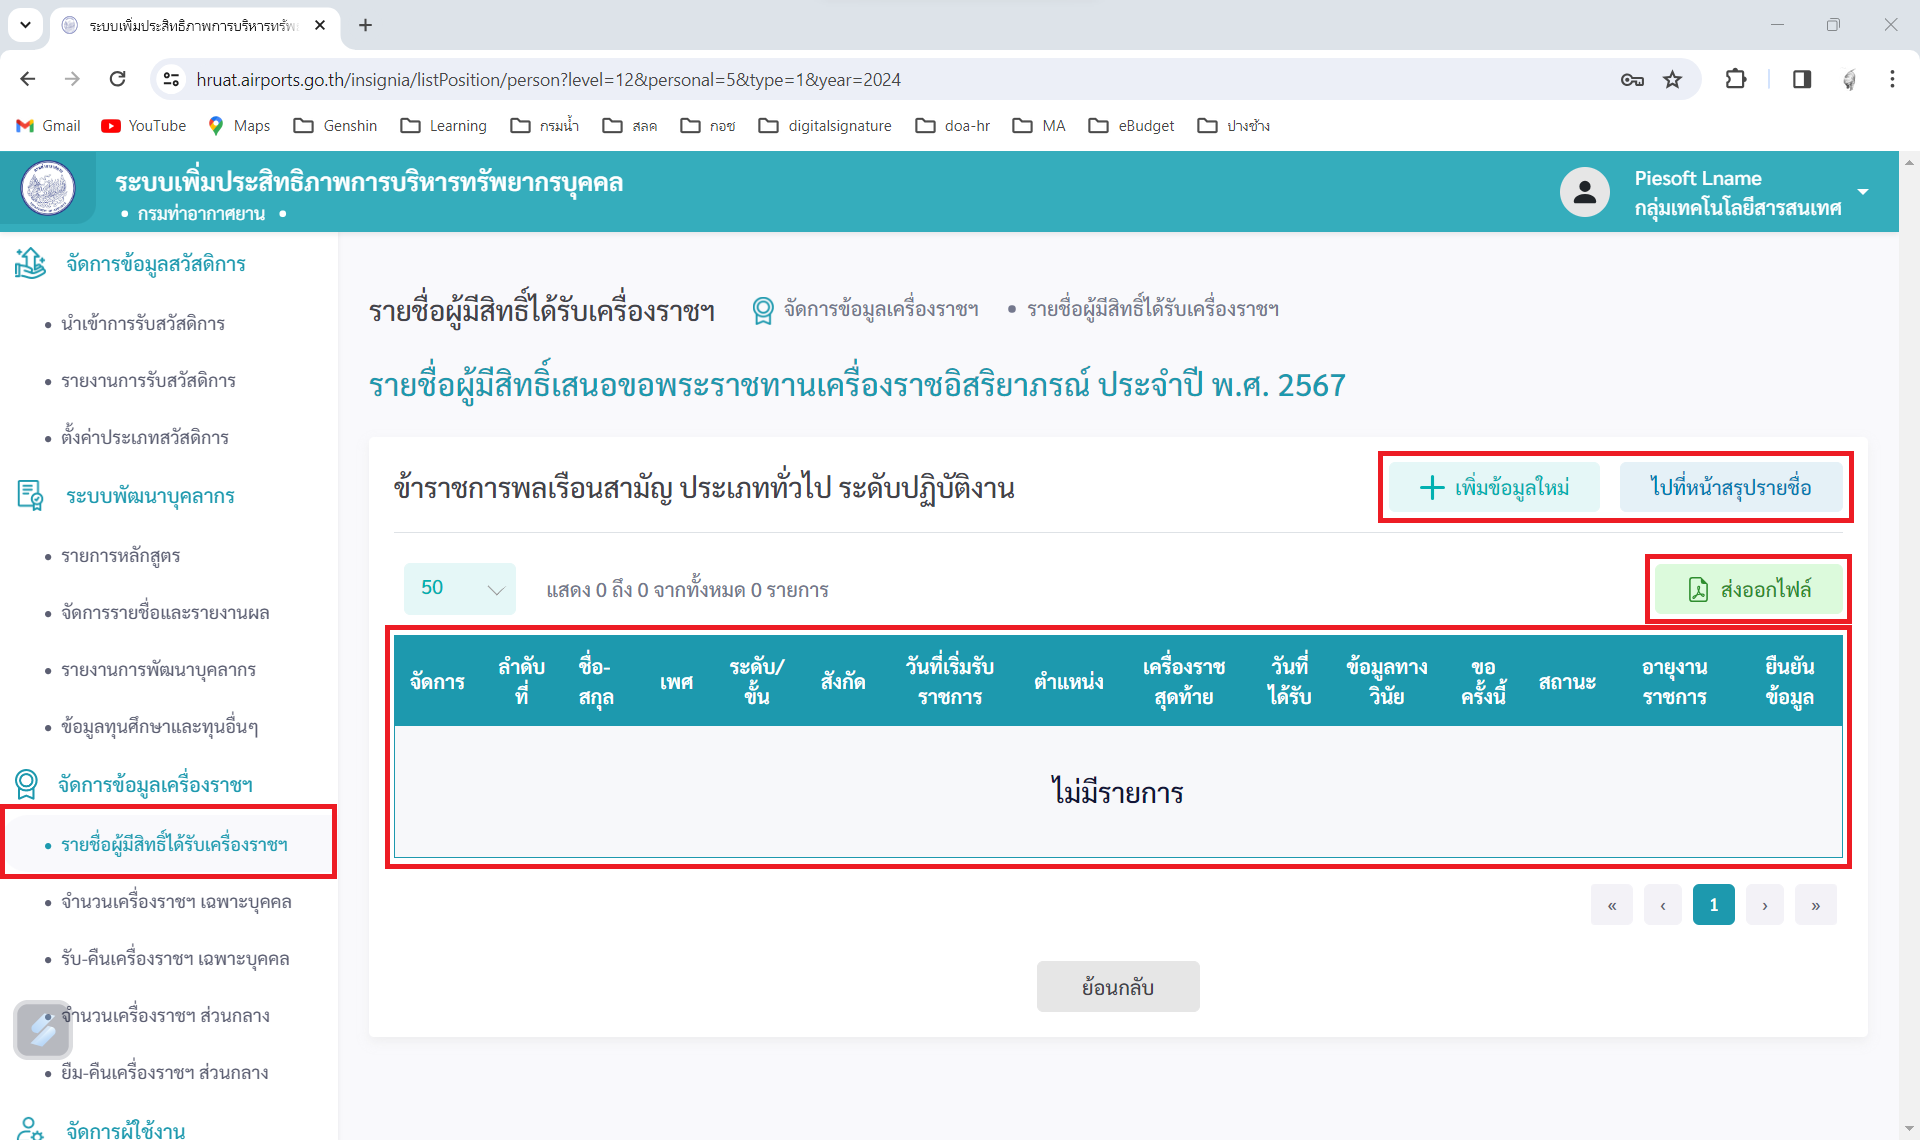 ระบบเพิ่มประสิทธิภาพการบริหารทรัพ
hruat.airports.go.th/insignia/listPosition/person?level=12&personal=5&type=1&year=2024
Gmail YouTube Maps Genshin Learning กรมน้ำ สลค กอช digitalsignature doa-hr MA eBudget ปางช้าง
ระบบเพิ่มประสิทธิภาพการบริหารทรัพยากรบุคคล
• กรมท่าอากาศยาน •
Piesoft Lname
กลุ่มเทคโนโลยีสารสนเทศ
จัดการข้อมูลสวัสดิการ
• นำเข้าการรับสวัสดิการ
• รายงานการรับสวัสดิการ
• ตั้งค่าประเภทสวัสดิการ
ระบบพัฒนาบุคลากร
• รายการหลักสูตร
• จัดการรายชื่อและรายงานผล
• รายงานการพัฒนาบุคลากร
• ข้อมูลทุนศึกษาและทุนอื่นๆ
จัดการข้อมูลเครื่องราชฯ
• รายชื่อผู้มีสิทธิ์ได้รับเครื่องราชฯ
• จำนวนเครื่องราชฯ เฉพาะบุคคล
• รับ-คืนเครื่องราชฯ เฉพาะบุคคล
• จำนวนเครื่องราชฯ ส่วนกลาง
• ยืม-คืนเครื่องราชฯ ส่วนกลาง
จัดการผู้ใช้งาน
รายชื่อผู้มีสิทธิ์ได้รับเครื่องราชฯ จัดการข้อมูลเครื่องราชฯ • รายชื่อผู้มีสิทธิ์ได้รับเครื่องราชฯ
รายชื่อผู้มีสิทธิ์เสนอขอพระราชทานเครื่องราชอิสริยาภรณ์ ประจำปี พ.ศ. 2567
ข้าราชการพลเรือนสามัญ ประเภททั่วไป ระดับปฏิบัติงาน
เพิ่มข้อมูลใหม่ ไปที่หน้าสรุปรายชื่อ
50 แสดง 0 ถึง 0 จากทั้งหมด 0 รายการ ส่งออกไฟล์
จัดการ ลำดับที่ ชื่อ-สกุล เพศ ระดับ/ขั้น สังกัด วันที่เริ่มรับราชการ ตำแหน่ง เครื่องราชสุดท้าย วันที่ได้รับ ข้อมูลทางวินัย ขอครั้งนี้ สถานะ อายุงานราชการ ยืนยันข้อมูล
ไม่มีรายการ
« ‹ 1 › »
ย้อนกลับ